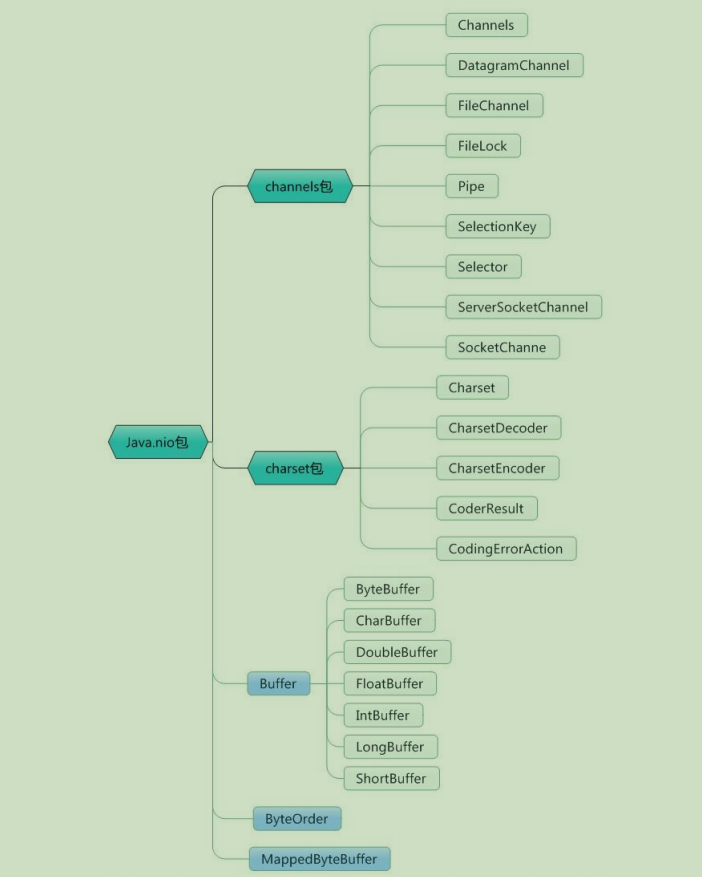 Java.nio包
channels包
Channels
DatagramChannel
FileChannel
FileLock
Pipe
SelectionKey
Selector
ServerSocketChannel
SocketChanne
charset包
Charset
CharsetDecoder
CharsetEncoder
CoderResult
CodingErrorAction
Buffer
ByteBuffer
CharBuffer
DoubleBuffer
FloatBuffer
IntBuffer
LongBuffer
ShortBuffer
ByteOrder
MappedByteBuffer